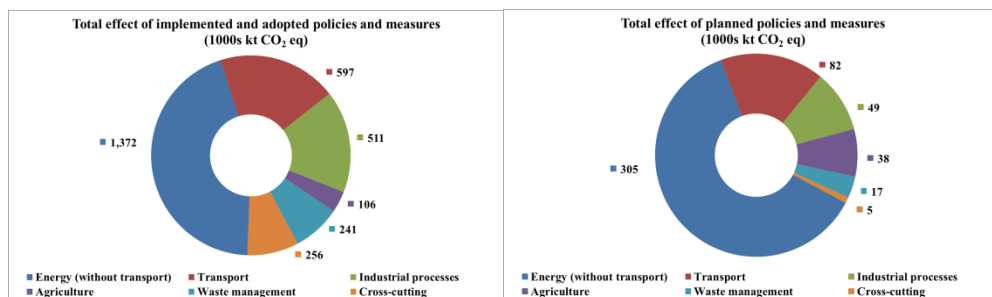 Total effect of implemented and adopted policies and measures
(1000s kt CO₂ eq)
597
511
106
241
256
1,372
Energy (without transport) Transport Industrial processes
Agriculture Waste management Cross-cutting
Total effect of planned policies and measures
(1000s kt CO₂ eq)
82
49
38
17
5
305
Energy (without transport) Transport Industrial processes
Agriculture Waste management Cross-cutting